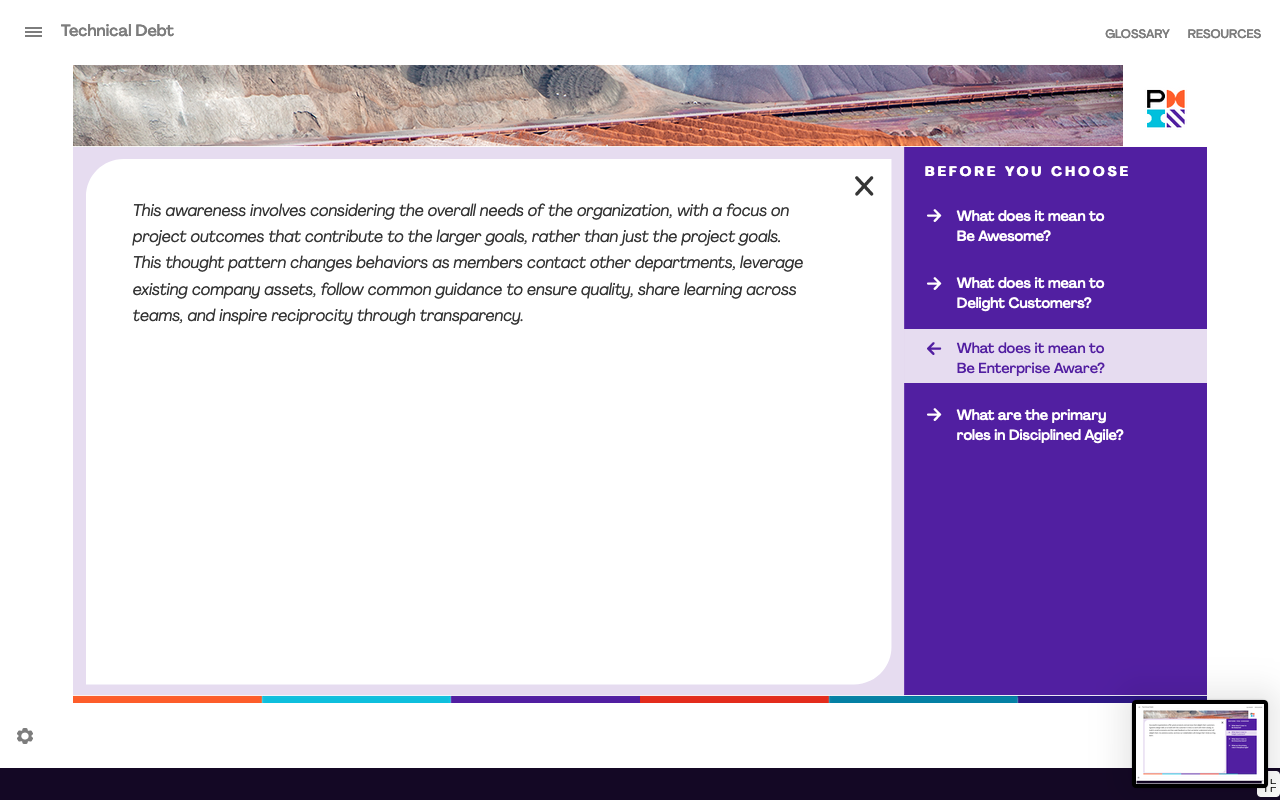 Technical Debt
GLOSSARY RESOURCES
This awareness involves considering the overall needs of the organization, with a focus on
project outcomes that contribute to the larger goals, rather than just the project goals.
This thought pattern changes behaviors as members contact other departments, leverage
existing company assets, follow common guidance to ensure quality, share learning across
teams, and inspire reciprocity through transparency.
BEFORE YOU CHOOSE
What does it mean to
Be Awesome?
What does it mean to
Delight Customers?
What does it mean to
Be Enterprise Aware?
What are the primary
roles in Disciplined Agile?